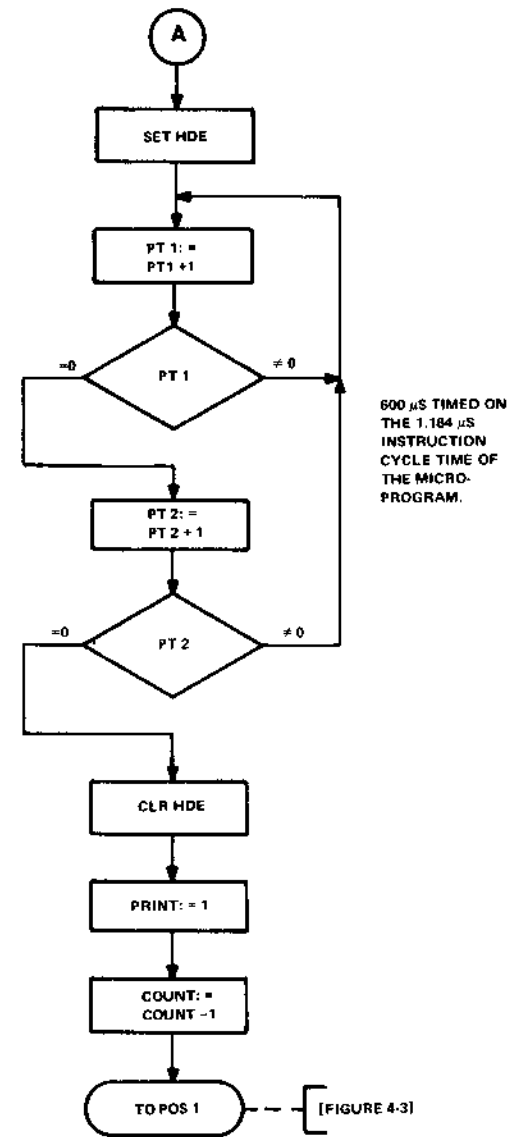 A
SET HDE
PT 1: =
PT1 +1
=0
PT 1
≠ 0
600 µS TIMED ON
THE 1.184 µS
INSTRUCTION
CYCLE TIME OF
THE MICRO-
PROGRAM.
PT 2: =
PT 2 + 1
=0
PT 2
≠ 0
CLR HDE
PRINT: = 1
COUNT: =
COUNT -1
TO POS 1
[FIGURE 4-3]